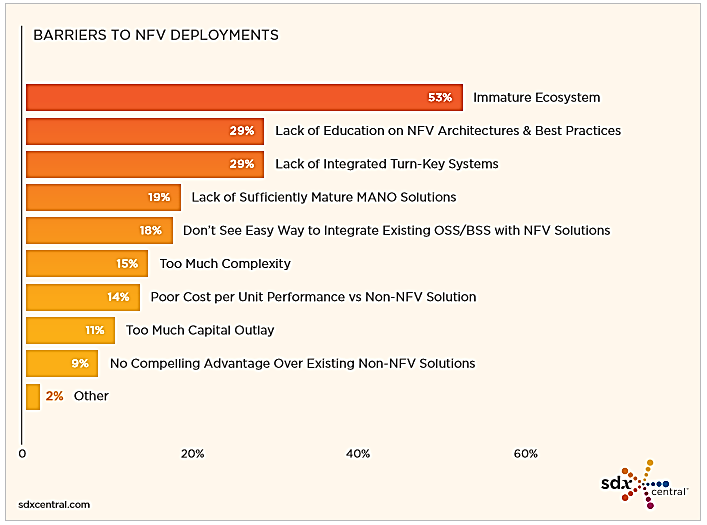 BARRIERS TO NFV DEPLOYMENTS
53% Immature Ecosystem
29% Lack of Education on NFV Architectures & Best Practices
29% Lack of Integrated Turn-Key Systems
19% Lack of Sufficiently Mature MANO Solutions
18% Don't See Easy Way to Integrate Existing OSS/BSS with NFV Solutions
15% Too Much Complexity
14% Poor Cost per Unit Performance vs Non-NFV Solution
11% Too Much Capital Outlay
9% No Compelling Advantage Over Existing Non-NFV Solutions
2% Other
0 20% 40% 60%
sdx central™
sdxcentral.com